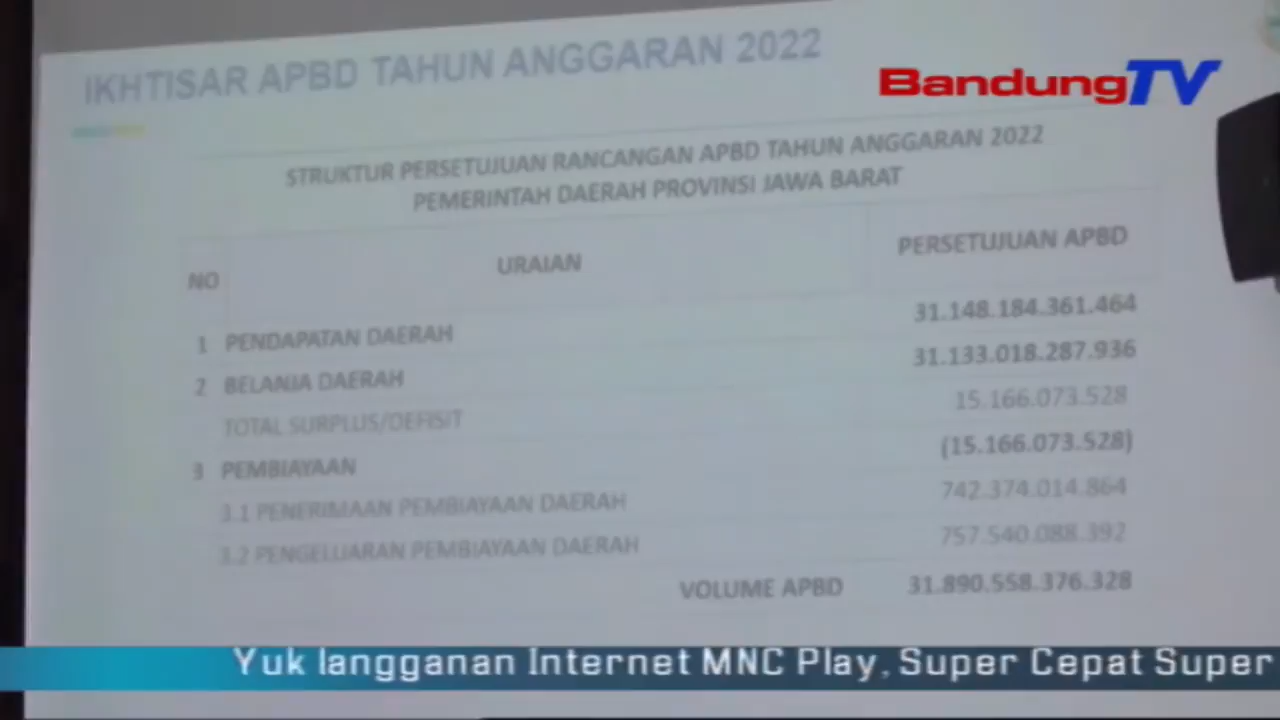 IKHTISAR APBD TAHUN ANGGARAN 2022
BandungTV
STRUKTUR PERSETUJUAN RANCANGAN APBD TAHUN ANGGARAN 2022
PEMERINTAH DAERAH PROVINSI JAWA BARAT
NO URAIAN PERSETUJUAN APBD
1 PENDAPATAN DAERAH 31.148.184.361.464
2 BELANJA DAERAH 31.133.018.287.936
TOTAL SURPLUS/DEFISIT 15.166.073.528
3 PEMBIAYAAN (15.166.073.528)
3.1 PENERIMAAN PEMBIAYAAN DAERAH 742.374.014.864
3.2 PENGELUARAN PEMBIAYAAN DAERAH 757.540.088.392
VOLUME APBD 31.890.558.376.328
Yuk langganan Internet MNC Play, Super Cepat Super